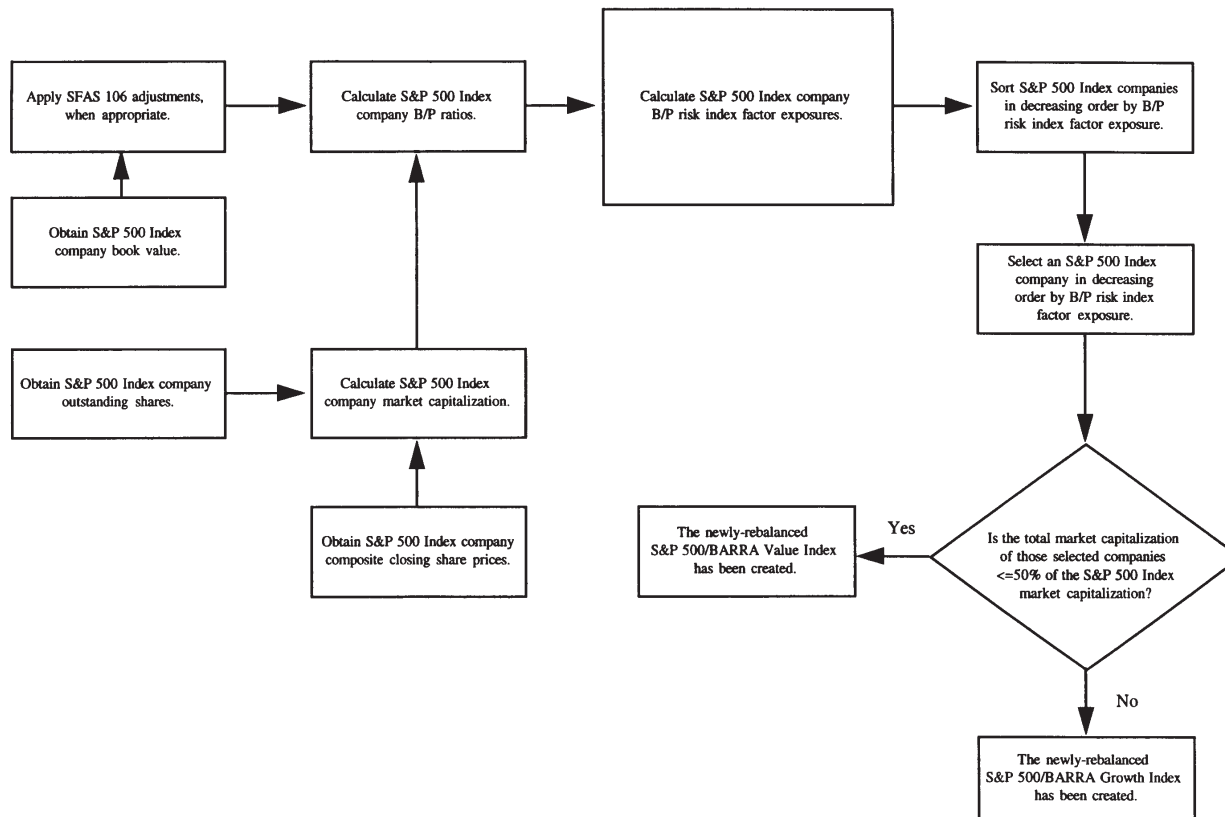 Apply SFAS 106 adjustments,
when appropriate.
Calculate S&P 500 Index
company B/P ratios.
Calculate S&P 500 Index company
B/P risk index factor exposures.
Sort S&P 500 Index companies
in decreasing order by B/P
risk index factor exposure.
Obtain S&P 500 Index
company book value.
Select an S&P 500 Index
company in decreasing
order by B/P risk index
factor exposure.
Obtain S&P 500 Index company
outstanding shares.
Calculate S&P 500 Index
company market capitalization.
Obtain S&P 500 Index company
composite closing share prices.
The newly-rebalanced
S&P 500/BARRA Value Index
has been created.
Yes
Is the total market capitalization
of those selected companies
<=50% of the S&P 500 Index
market capitalization?
No
The newly-rebalanced
S&P 500/BARRA Growth Index
has been created.